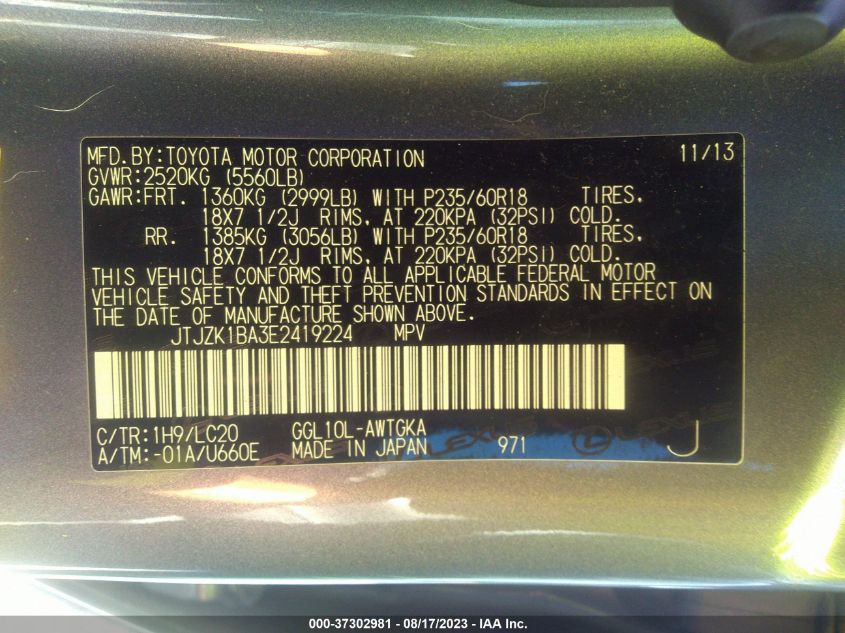 MFD.BY:TOYOTA MOTOR CORPORATION 11/13
GVWR:2520KG (5560LB)
GAWR:FRT. 1360KG (2999LB) WITH P235/60R18 TIRES,
18X7 1/2J RIMS, AT 220KPA (32PSI) COLD.
RR. 1385KG (3056LB) WITH P235/60R18 TIRES,
18X7 1/2J RIMS, AT 220KPA (32PSI) COLD.
THIS VEHICLE CONFORMS TO ALL APPLICABLE FEDERAL MOTOR
VEHICLE SAFETY AND THEFT PREVENTION STANDARDS IN EFFECT ON
THE DATE OF MANUFACTURE SHOWN ABOVE.
JTJZK1BA3E2419224 MPV
C/TR:1H9/LC20 GGL10L-AWTGKA
A/TM:-01A/U660E MADE IN JAPAN 971 J
LEXUS LEXUS
000-37302981 - 08/17/2023 - IAA Inc.